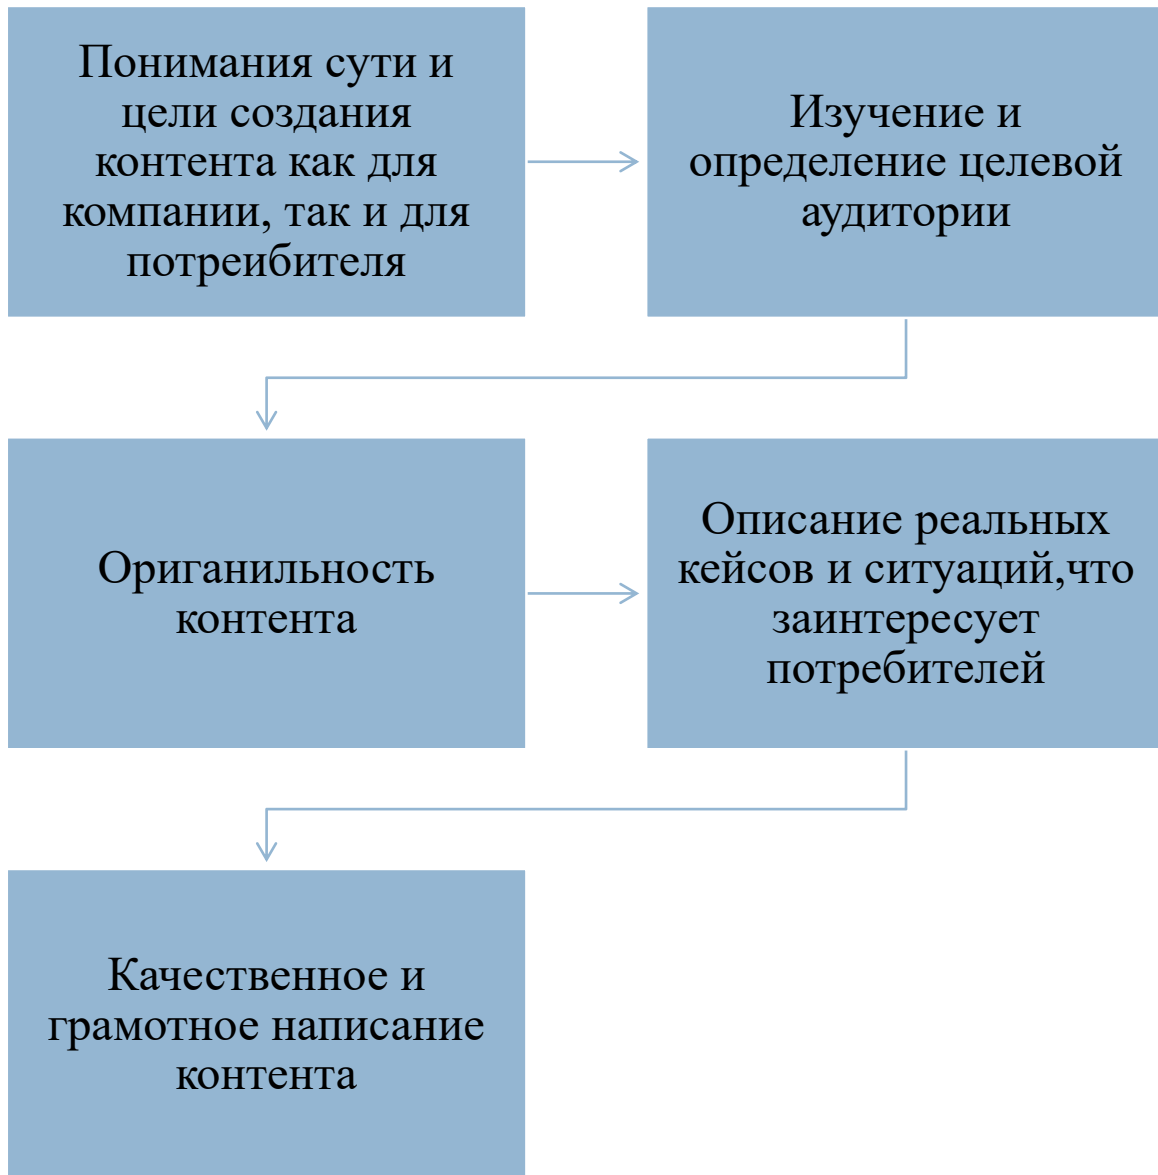 Понимания сути и
цели создания
контента как для
компании, так и для
потреибителя
Изучение и
определение целевой
аудитории
Ориганильность
контента
Описание реальных
кейсов и ситуаций,что
заинтересует
потребителей
Качественное и
грамотное написание
контента